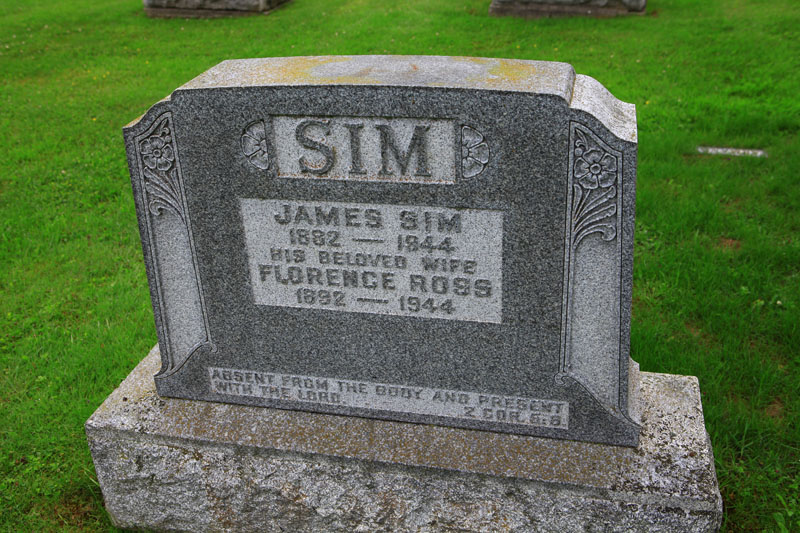 SIM
JAMES SIM
1882 — 1944
HIS BELOVED WIFE
FLORENCE ROSS
1892 — 1944
ABSENT FROM THE BODY AND PRESENT
WITH THE LORD. 2 COR. 5:8